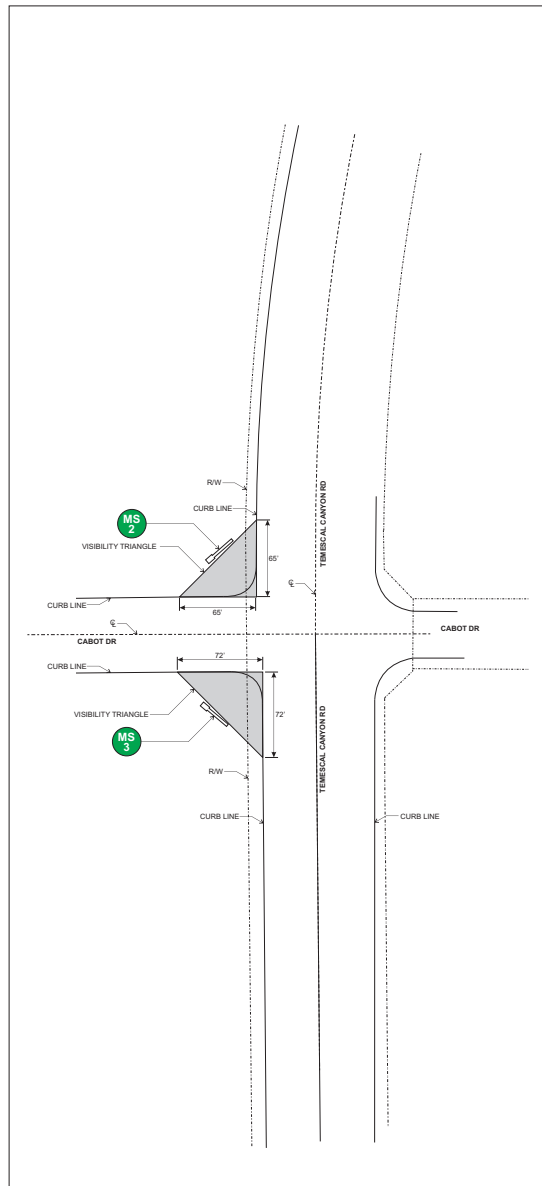 R/W
TEMESCAL CANYON RD
CURB LINE
MS
2
VISIBILITY TRIANGLE
65'
℄
65'
CURB LINE
℄
CABOT DR
CABOT DR
72'
CURB LINE
VISIBILITY TRIANGLE
72'
MS
3
TEMESCAL CANYON RD
R/W
CURB LINE
CURB LINE